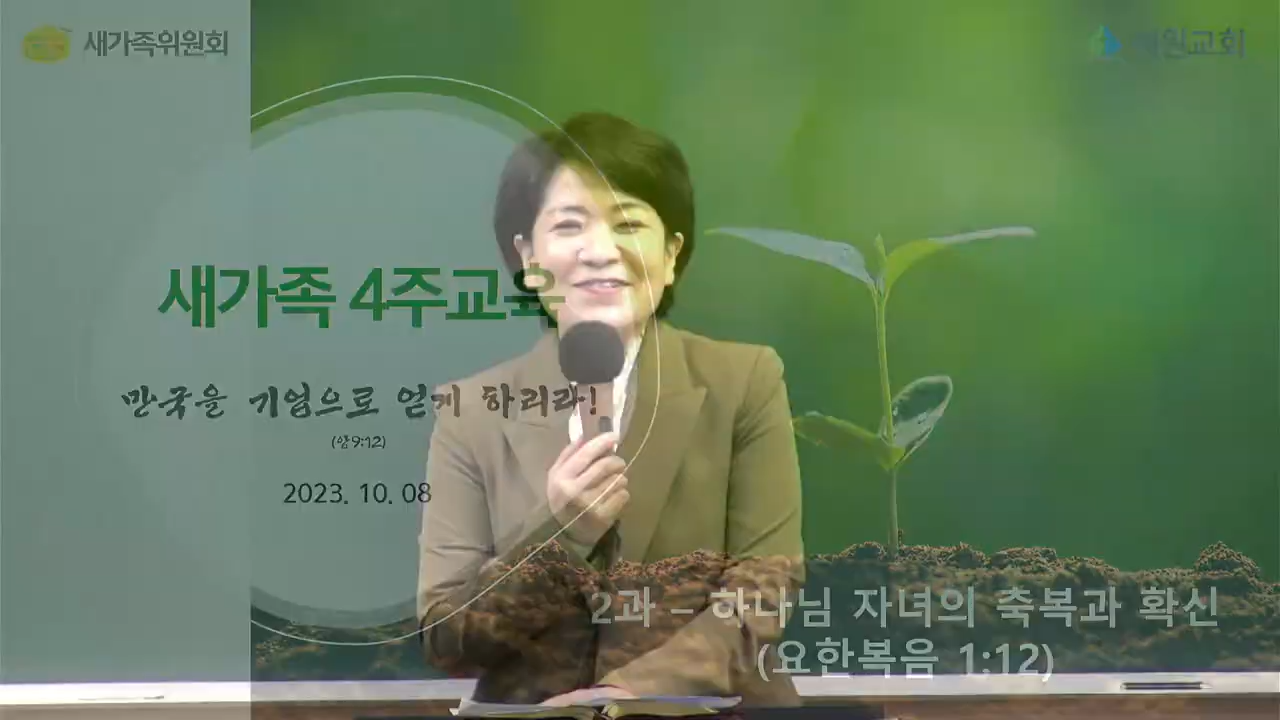 새가족위원회
교회
새가족 4주교육
만국을 기업으로 얻게 하리라!
(암9:12)
2023. 10. 08
2과 – 하나님 자녀의 축복과 확신
(요한복음 1:12)